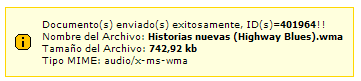 Documento(s) enviado(s) exitosamente, ID(s)=401964!!
Nombre del Archivo: Historias nuevas (Highway Blues).wma
Tamaño del Archivo: 742,92 kb
Tipo MIME: audio/x-ms-wma